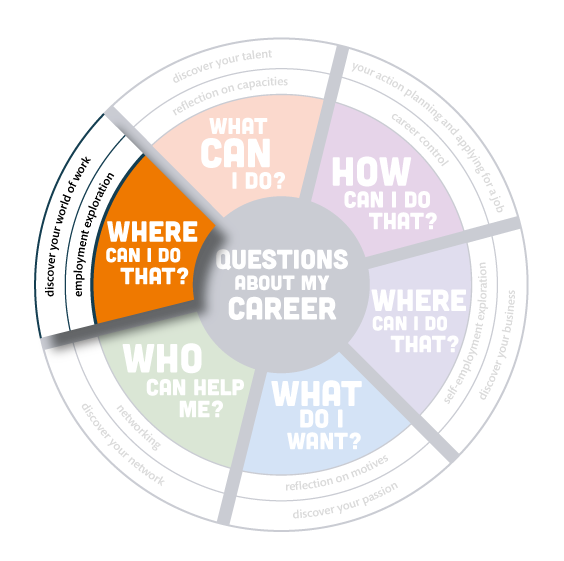 QUESTIONS
ABOUT MY
CAREER
discover your talent
reflection on capacities
WHAT
CAN
I DO?
your action planning and applying for a job
career control
HOW
CAN I DO
THAT?
WHERE
CAN I DO
THAT?
self-employment exploration
discover your business
WHAT
DO I
WANT?
reflection on motives
discover your passion
WHO
CAN HELP
ME?
networking
discover your network
discover your world of work
employment exploration
WHERE
CAN I DO
THAT?